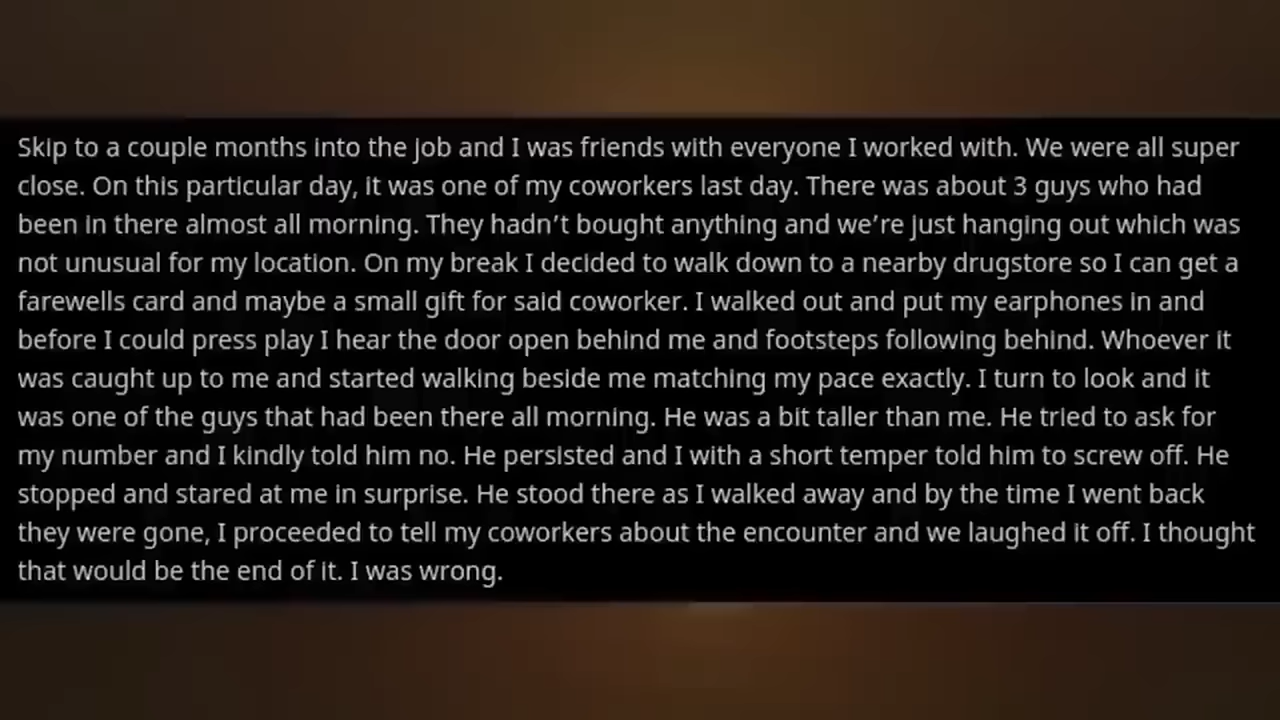 Skip to a couple months into the job and I was friends with everyone I worked with. We were all super
close. On this particular day, it was one of my coworkers last day. There was about 3 guys who had
been in there almost all morning. They hadn’t bought anything and we’re just hanging out which was
not unusual for my location. On my break I decided to walk down to a nearby drugstore so I can get a
farewells card and maybe a small gift for said coworker. I walked out and put my earphones in and
before I could press play I hear the door open behind me and footsteps following behind. Whoever it
was caught up to me and started walking beside me matching my pace exactly. I turn to look and it
was one of the guys that had been there all morning. He was a bit taller than me. He tried to ask for
my number and I kindly told him no. He persisted and I with a short temper told him to screw off. He
stopped and stared at me in surprise. He stood there as I walked away and by the time I went back
they were gone, I proceeded to tell my coworkers about the encounter and we laughed it off. I thought
that would be the end of it. I was wrong.